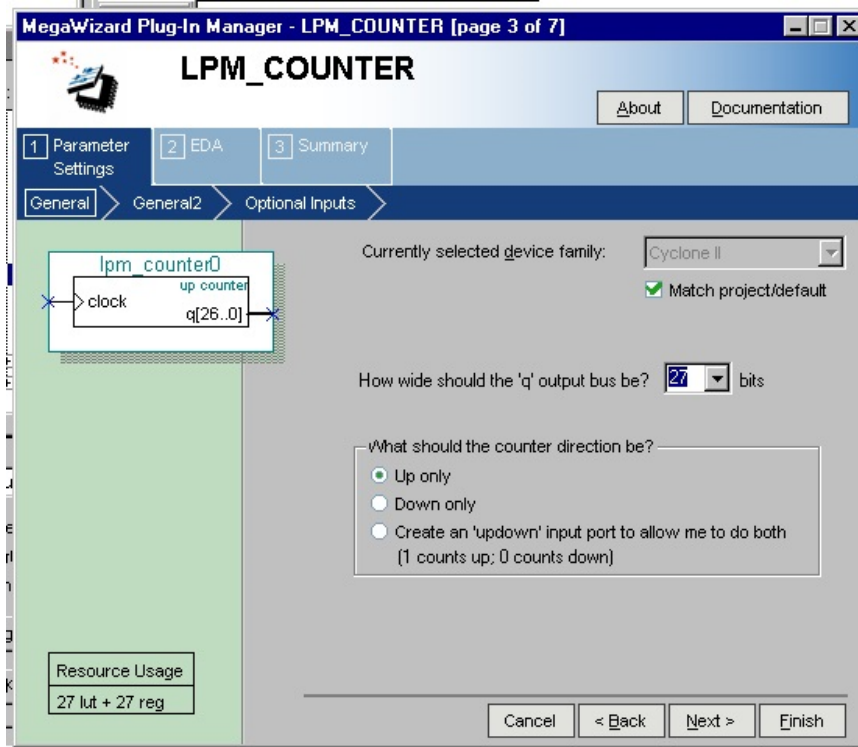 MegaWizard Plug-In Manager - LPM_COUNTER [page 3 of 7]
LPM_COUNTER
About
Documentation
1 Parameter Settings
2 EDA
3 Summary
General
General2
Optional Inputs
lpm_counter0
up counter
clock
q[26..0]
Currently selected device family:
Cyclone II
Match project/default
How wide should the 'q' output bus be?
27
bits
What should the counter direction be?
Up only
Down only
Create an 'updown' input port to allow me to do both
(1 counts up; 0 counts down)
Resource Usage
27 lut + 27 reg
Cancel
< Back
Next >
Finish